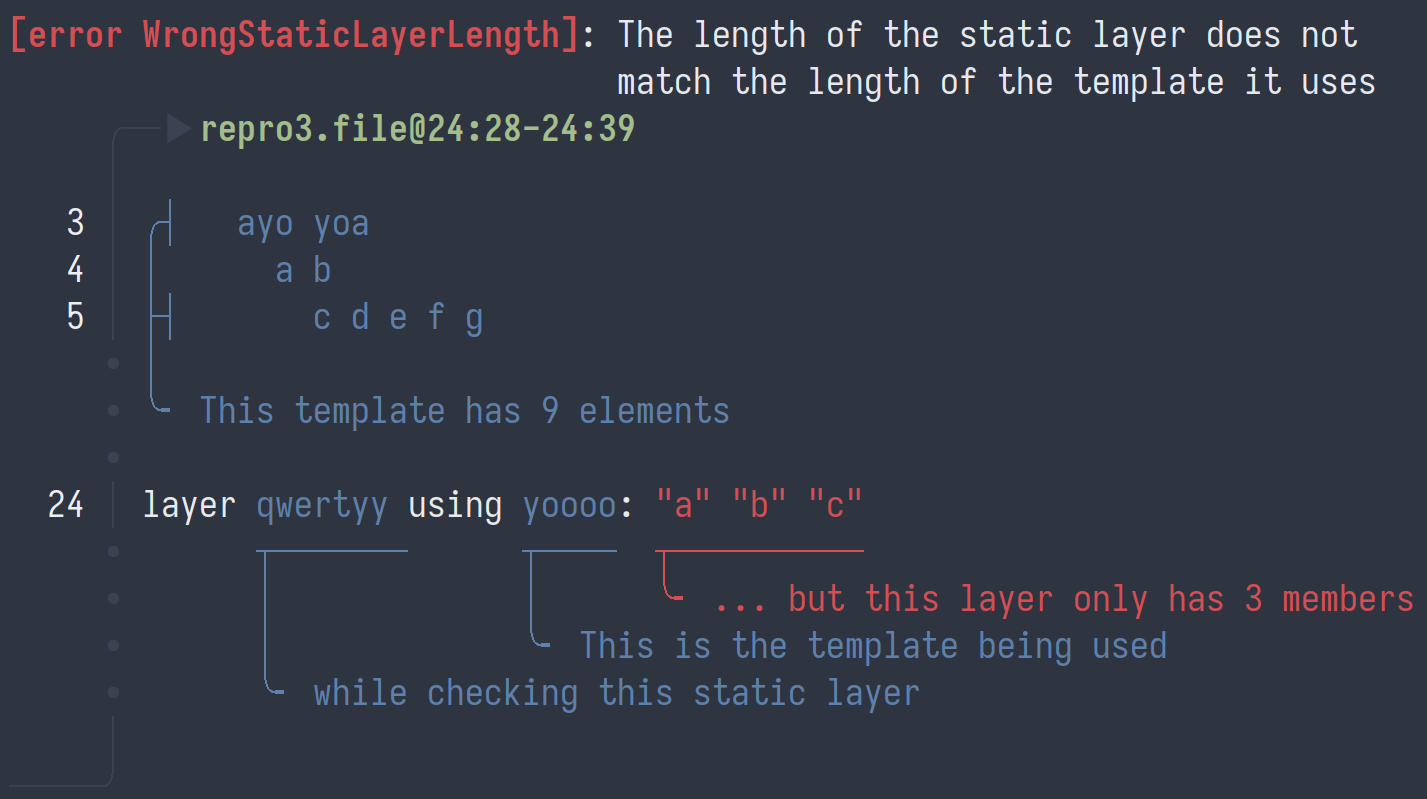 [error WrongStaticLayerLength]: The length of the static layer does not
match the length of the template it uses
repro3.file@24:28-24:39
3 ayo yoa
4 a b
5 c d e f g
This template has 9 elements
24 layer qwertyy using yoooo: "a" "b" "c"
... but this layer only has 3 members
This is the template being used
while checking this static layer